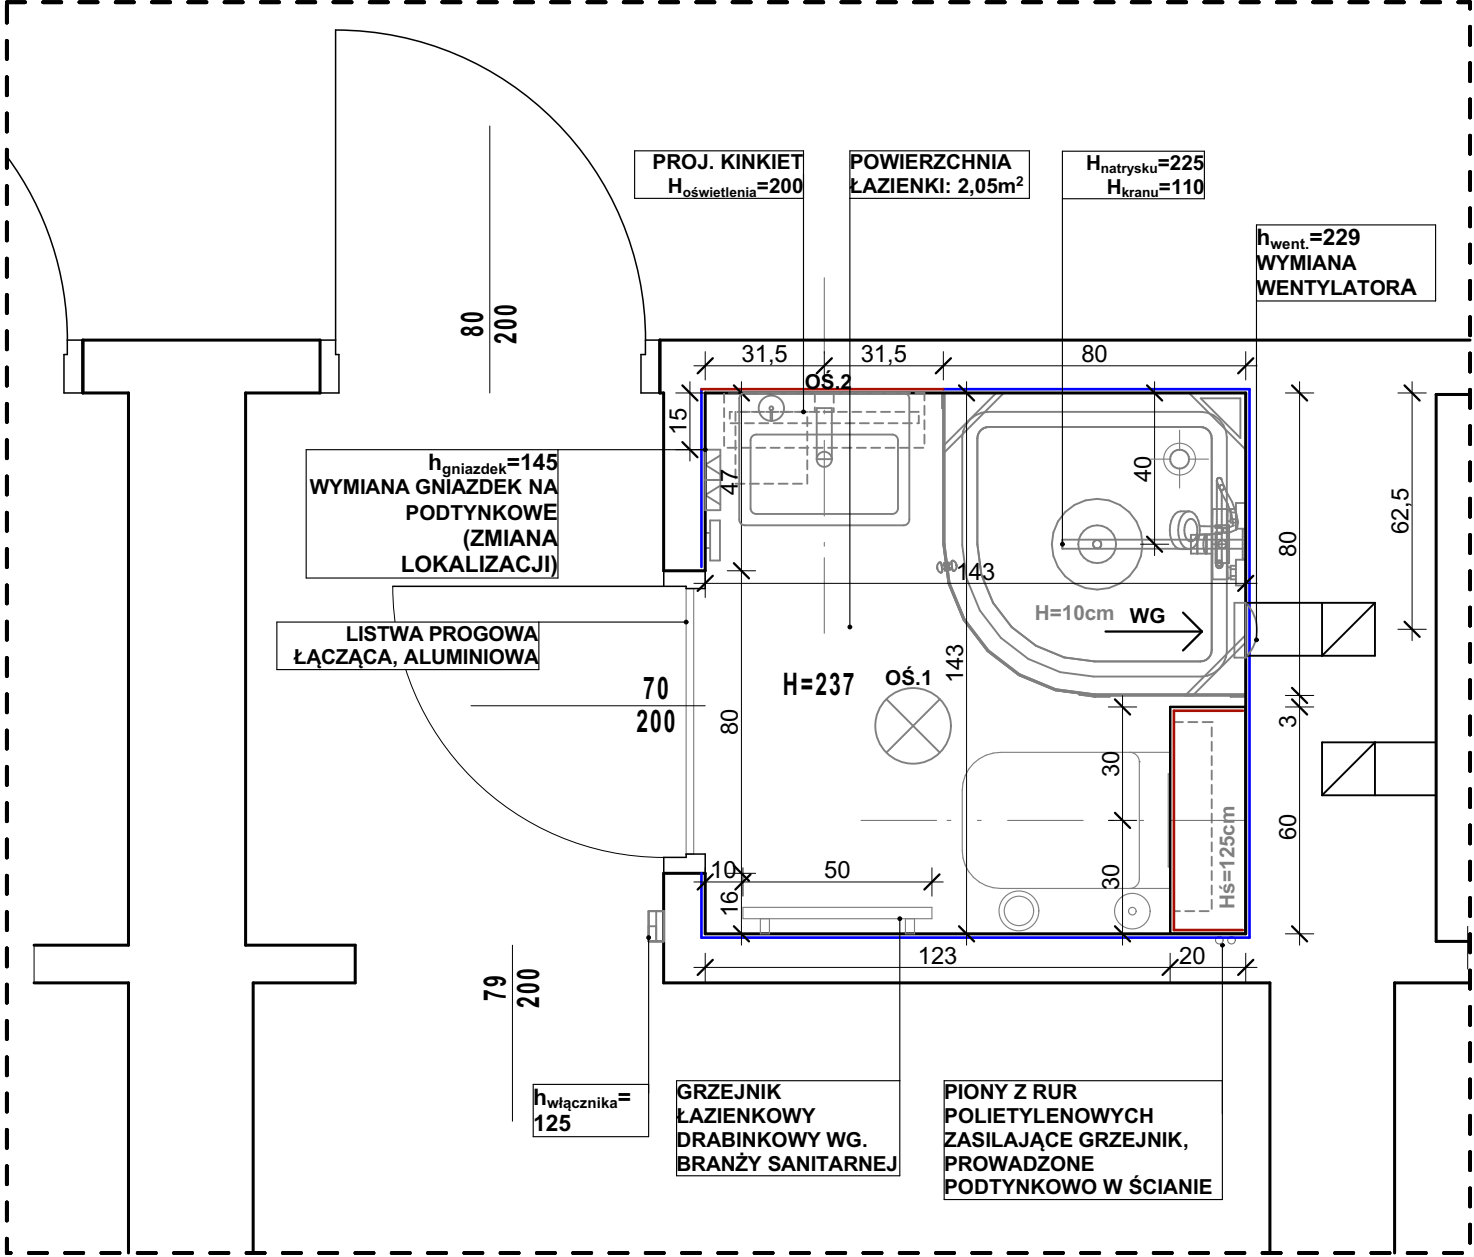 PROJ. KINKIET
Hoświetlenia=200
POWIERZCHNIA
ŁAZIENKI: 2,05m²
Hnatrysku=225
Hkranu=110
hwent.=229
WYMIANA
WENTYLATORA
80
200
31,5
31,5
80
OŚ.2
15
47
40
62,5
80
hgniazdek=145
WYMIANA GNIAZDEK NA
PODTYNKOWE
(ZMIANA
LOKALIZACJI)
143
H=10cm
WG
LISTWA PROGOWA
ŁĄCZĄCA, ALUMINIOWA
143
H=237
OŚ.1
70
200
80
3
30
60
Hś=125cm
10
50
30
16
123
20
79
200
hwłącznika=
125
GRZEJNIK
ŁAZIENKOWY
DRABINKOWY WG.
BRANŻY SANITARNEJ
PIONY Z RUR
POLIETYLENOWYCH
ZASILAJĄCE GRZEJNIK,
PROWADZONE
PODTYNKOWO W ŚCIANIE